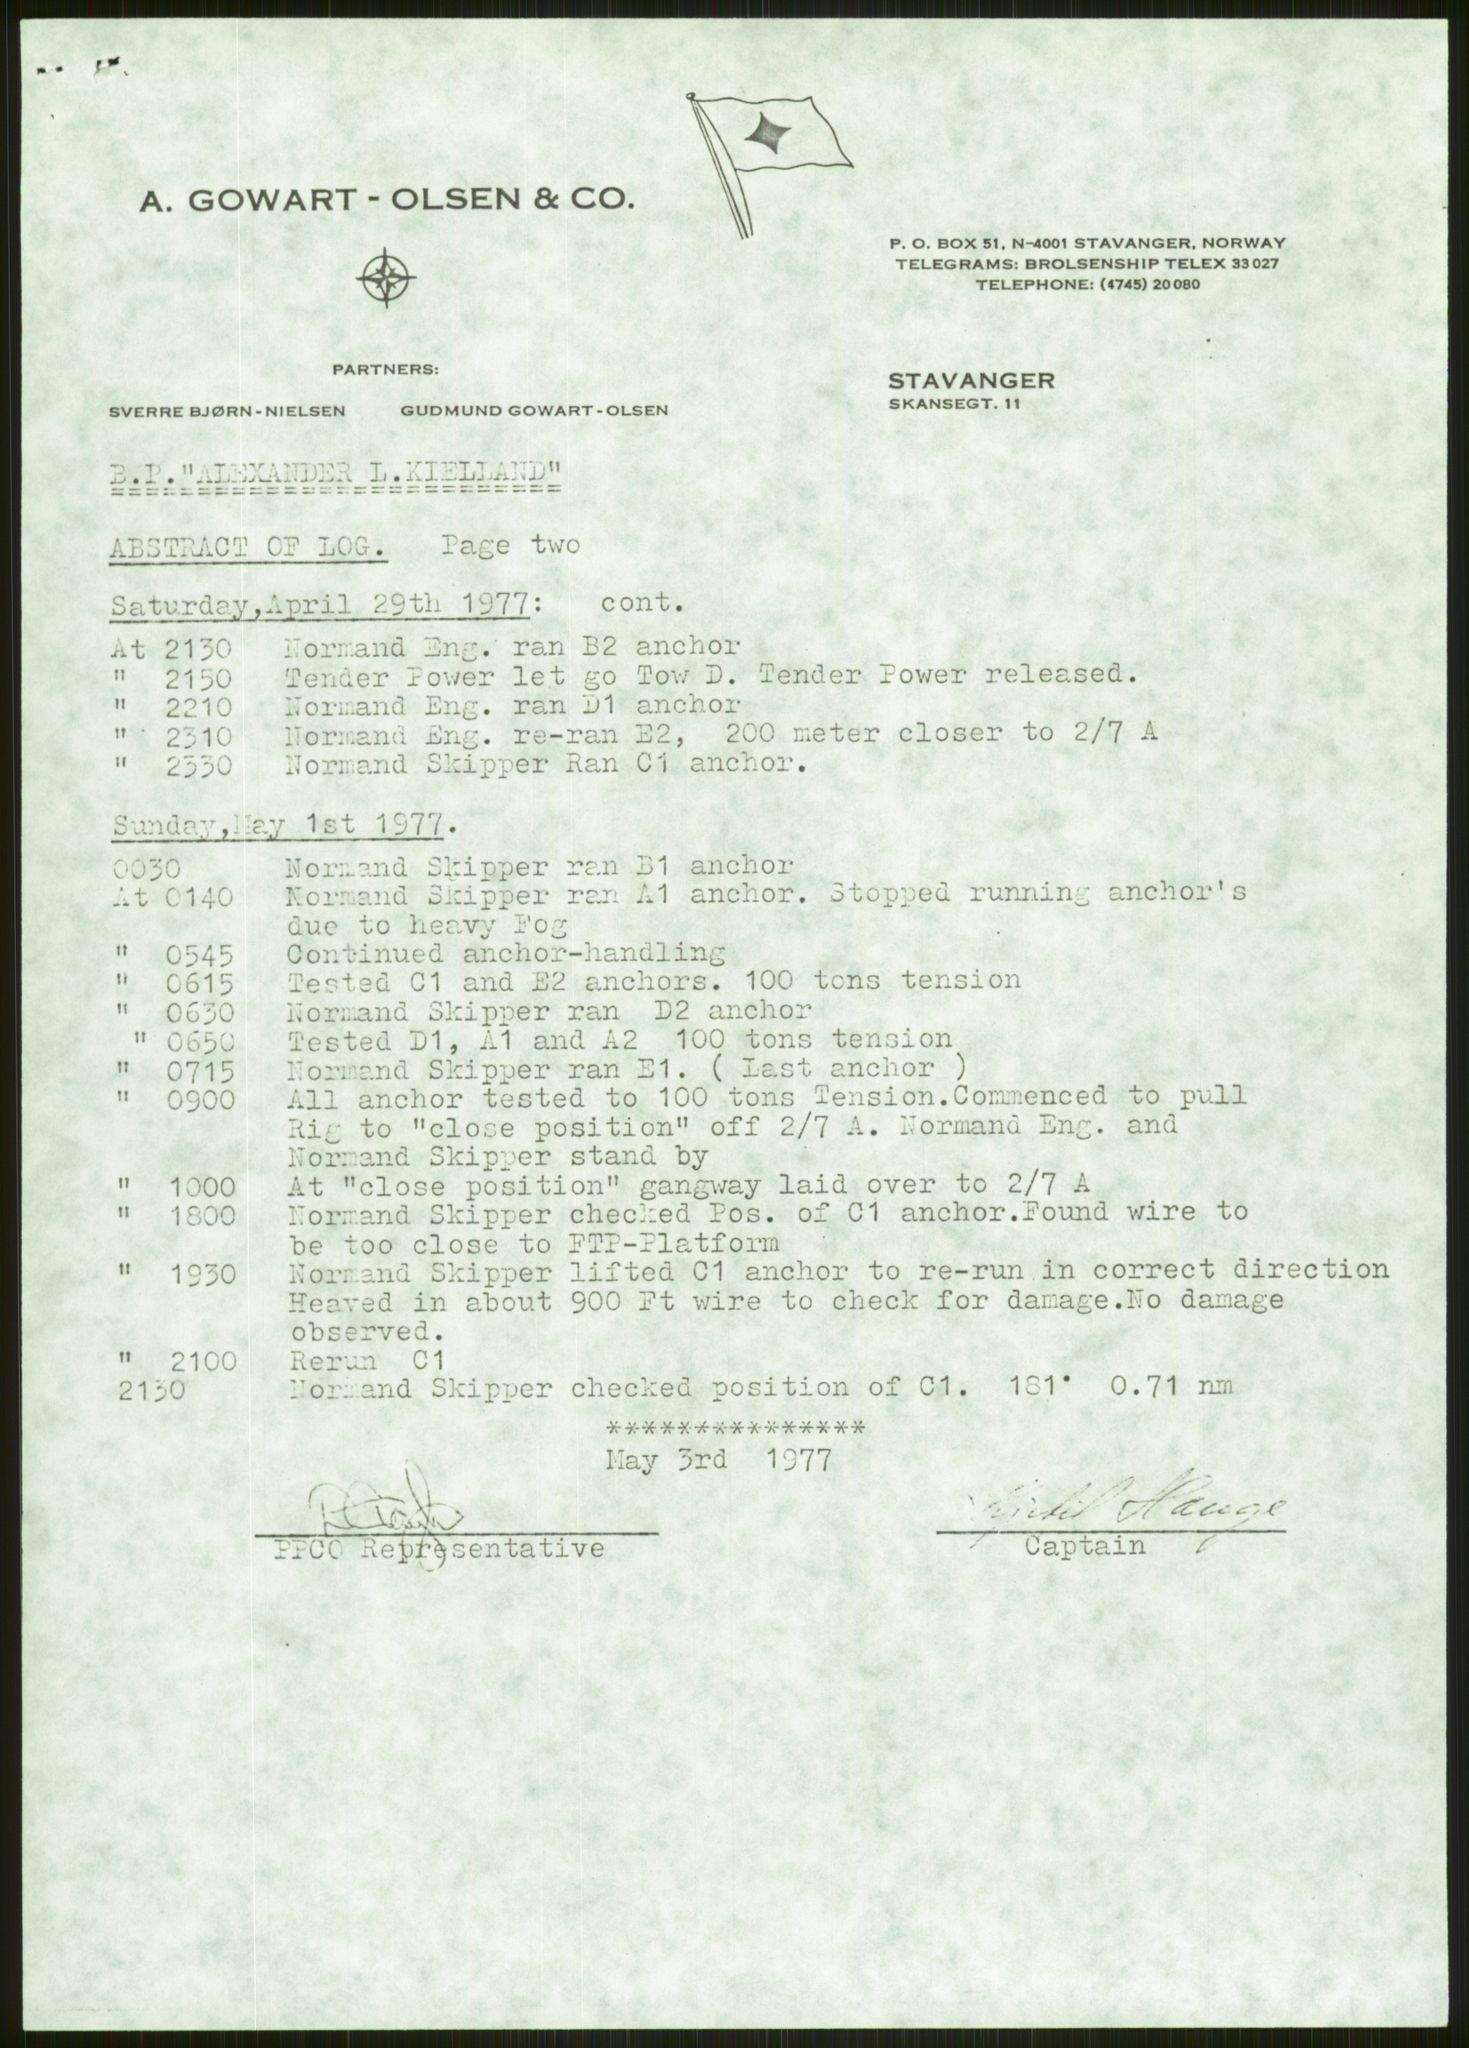 A. GOWART - OLSEN & CO.
P. O. BOX 51, N-4001 STAVANGER, NORWAY
TELEGRAMS: BROLSENSHIP TELEX 33027
TELEPHONE: (4745) 20080
PARTNERS:
SVERRE BJØRN-NIELSEN GUDMUND GOWART-OLSEN
STAVANGER
SKANSEGT. 11
B.P."ALEXANDER L.KIELLAND"
ABSTRACT OF LOG. Page two
Saturday,April 29th 1977: cont.
At 2130 Normand Eng. ran B2 anchor
" 2150 Tender Power let go Tow D. Tender Power released.
" 2210 Normand Eng. ran D1 anchor
" 2310 Normand Eng. re-ran E2, 200 meter closer to 2/7 A
" 2330 Normand Skipper Ran C1 anchor.
Sunday,May 1st 1977.
0030 Normand Skipper ran B1 anchor
At 0140 Normand Skipper ran A1 anchor. Stopped running anchor's
due to heavy Fog
" 0545 Continued anchor-handling
" 0615 Tested C1 and E2 anchors. 100 tons tension
" 0630 Normand Skipper ran D2 anchor
" 0650 Tested D1, A1 and A2 100 tons tension
" 0715 Normand Skipper ran E1. ( Last anchor )
" 0900 All anchor tested to 100 tons Tension.Commenced to pull
Rig to "close position" off 2/7 A. Normand Eng. and
Normand Skipper stand by
" 1000 At "close position" gangway laid over to 2/7 A
" 1800 Normand Skipper checked Pos. of C1 anchor.Found wire to
be too close to FTP-Platform
" 1930 Normand Skipper lifted C1 anchor to re-run in correct direction
Heaved in about 900 Ft wire to check for damage.No damage
observed.
" 2100 Rerun C1
2130 Normand Skipper checked position of C1. 181° 0.71 nm
***************
May 3rd 1977
Hauge
PPCO Representative Captain